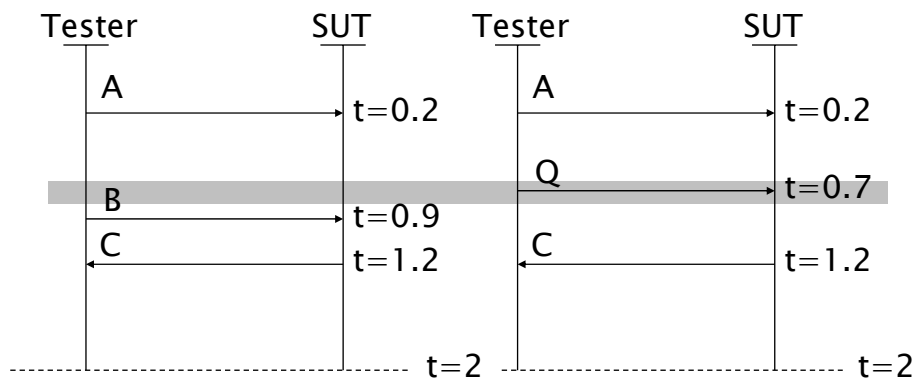 Tester SUT Tester SUT
A A
t=0.2 t=0.2
Q
t=0.7
B
t=0.9
C C
t=1.2 t=1.2
t=2 t=2